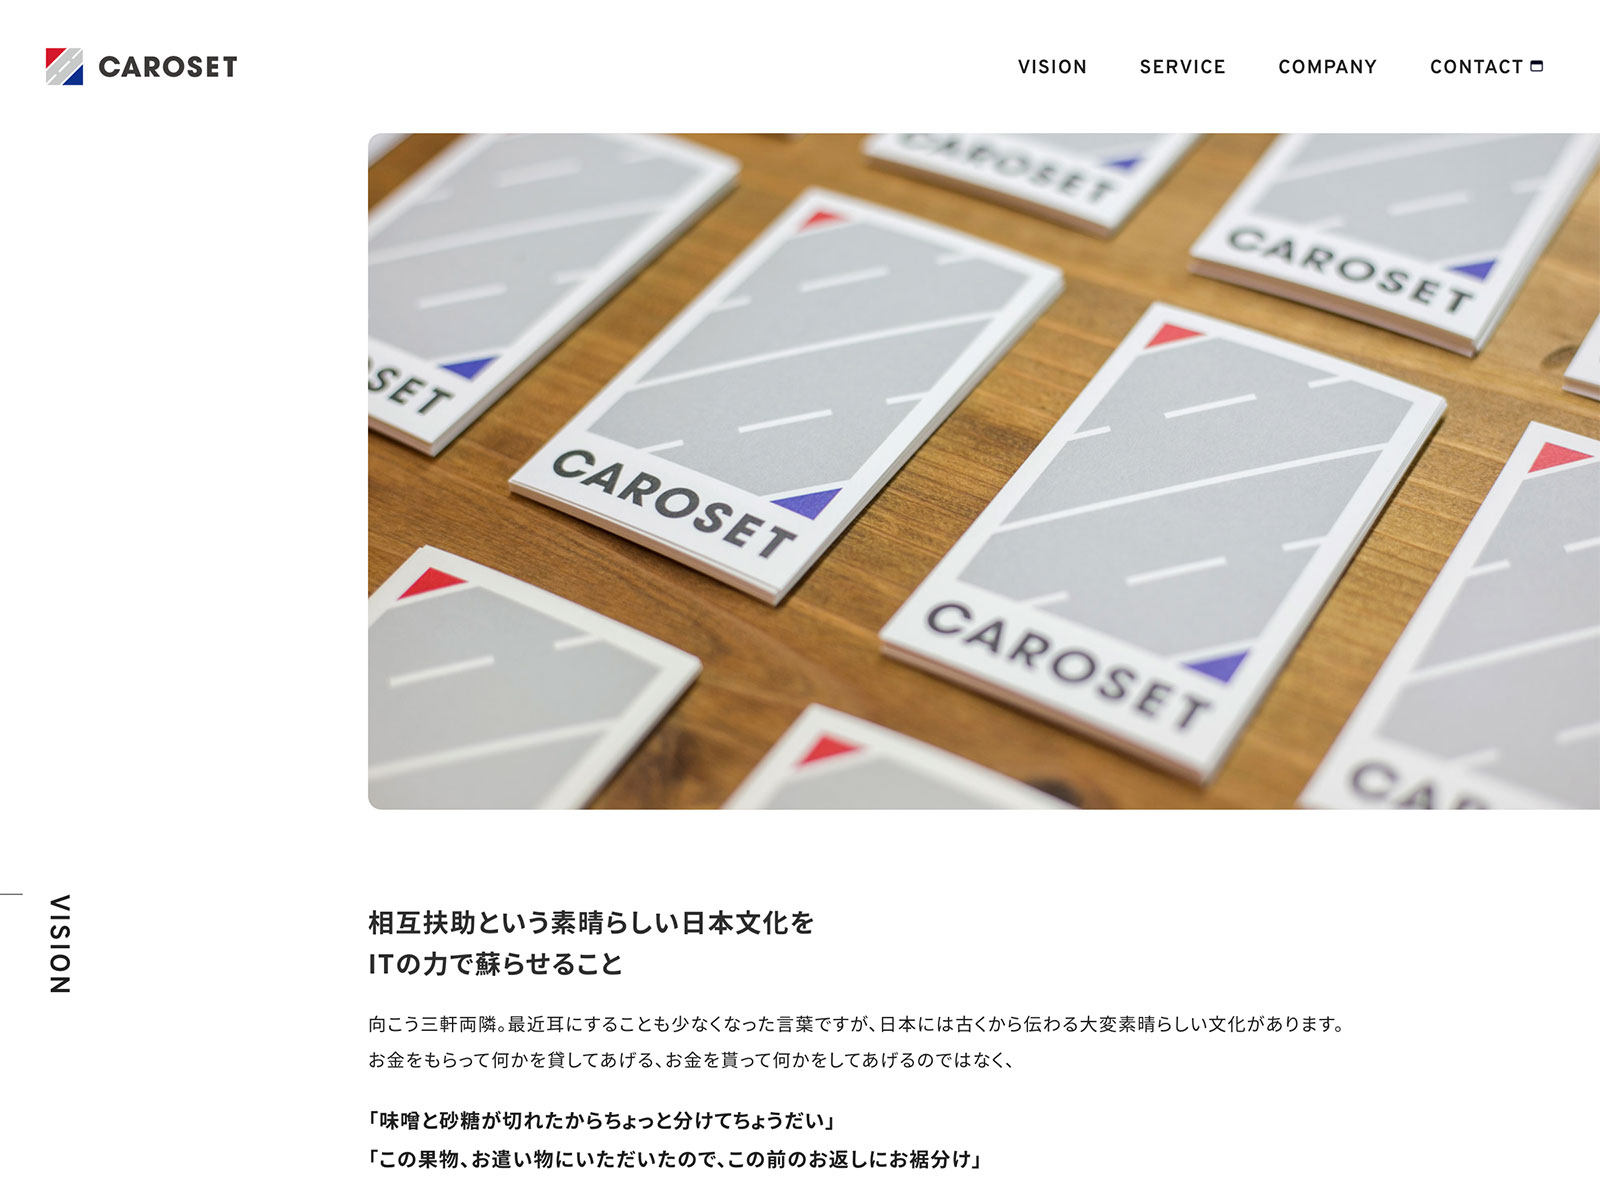 CAROSET
VISION
SERVICE
COMPANY
CONTACT
CAROSET
CAROSET
OSET
CAROSET
CAROSET
CAR
VISION
相互扶助という素晴らしい日本文化を
ITの力で蘇らせること
向こう三軒両隣。最近耳にすることも少なくなった言葉ですが、日本には古くから伝わる大変素晴らしい文化があります。
お金をもらって何かを貸してあげる、お金を貰って何かをしてあげるのではなく、
「味噌と砂糖が切れたからちょっと分けてちょうだい」
「この果物、お遣い物にいただいたので、この前のお返しにお裾分け」